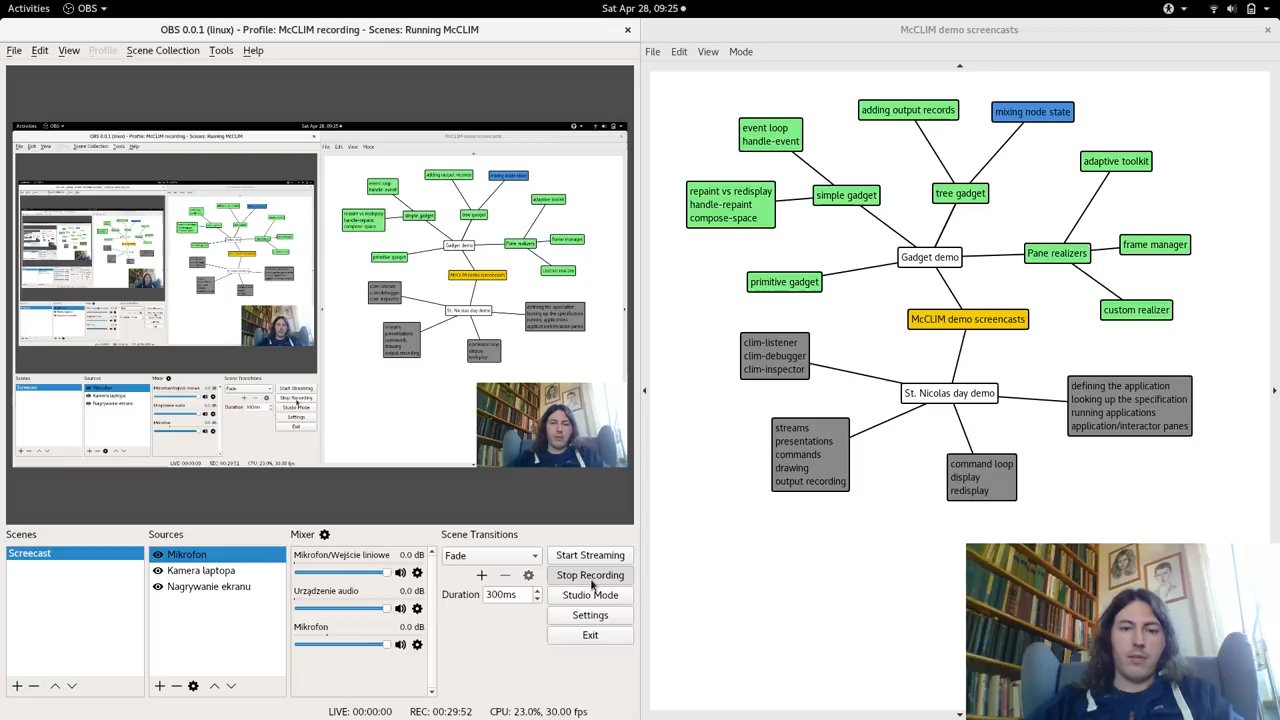 Activities
OBS
Sat Apr 28, 09:25
OBS 0.0.1 (linux) - Profile: McCLIM recording - Scenes: Running McCLIM
File Edit View Profile Scene Collection Tools Help
McCLIM demo screencasts
File Edit View Mode
adding output records
mixing node state
event loop
handle-event
adaptive toolkit
repaint vs redisplay
handle-repaint
compose-space
simple gadget
tree gadget
Gadget demo
Pane realizers
frame manager
primitive gadget
custom realizer
McCLIM demo screencasts
clim-listener
clim-debugger
clim-inspector
St. Nicolas day demo
defining the application
looking up the specification
running applications
application/interactor panes
streams
presentations
commands
drawing
output recording
command loop
display
redisplay
Scenes
Screecast
Sources
Mikrofon
Kamera łaptopa
Nagrywanie ekranu
Mixer
Mikrofon/Wejście liniowe 0.0 dB
Urządzenie audio 0.0 dB
Mikrofon 0.0 dB
Scene Transitions
Fade
Duration 300ms
Start Streaming
Stop Recording
Studio Mode
Settings
Exit
LIVE: 00:00:00 REC: 00:29:52 CPU: 23.0%, 30.00 fps